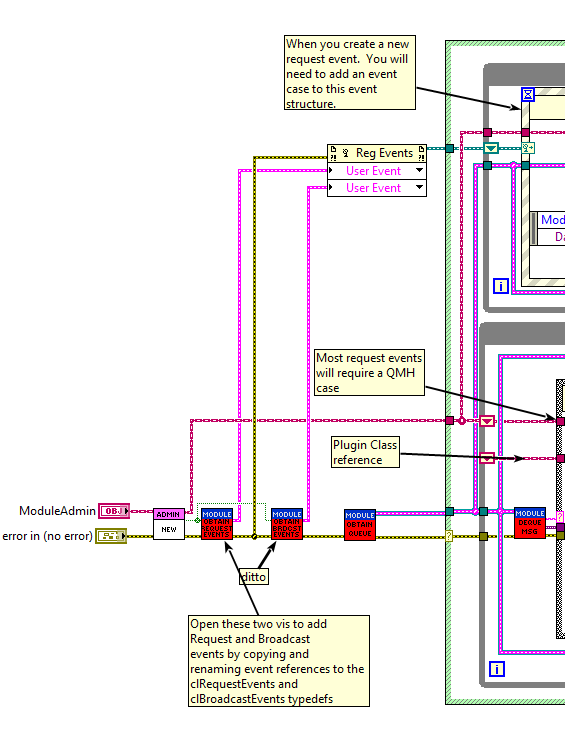 When you create a new
request event.  You will
need to add an event
case to this event
structure.
Reg Events
User Event
User Event
Mod
Da
i
Most request events
will require a QMH
case
Plugin Class
reference
ModuleAdmin
OBJ
error in (no error)
ADMIN
NEW
MODULE
OBTAIN
REQUEST
EVENTS
MODULE
OBTAIN
BRDCST
EVENTS
MODULE
OBTAIN
QUEUE
MODULE
DEQUE
MSG
?
?
ditto
Open these two vis to add
Request and Broadcast
events by copying and
renaming event references to the
clRequestEvents and
clBroadcastEvents typedefs
i